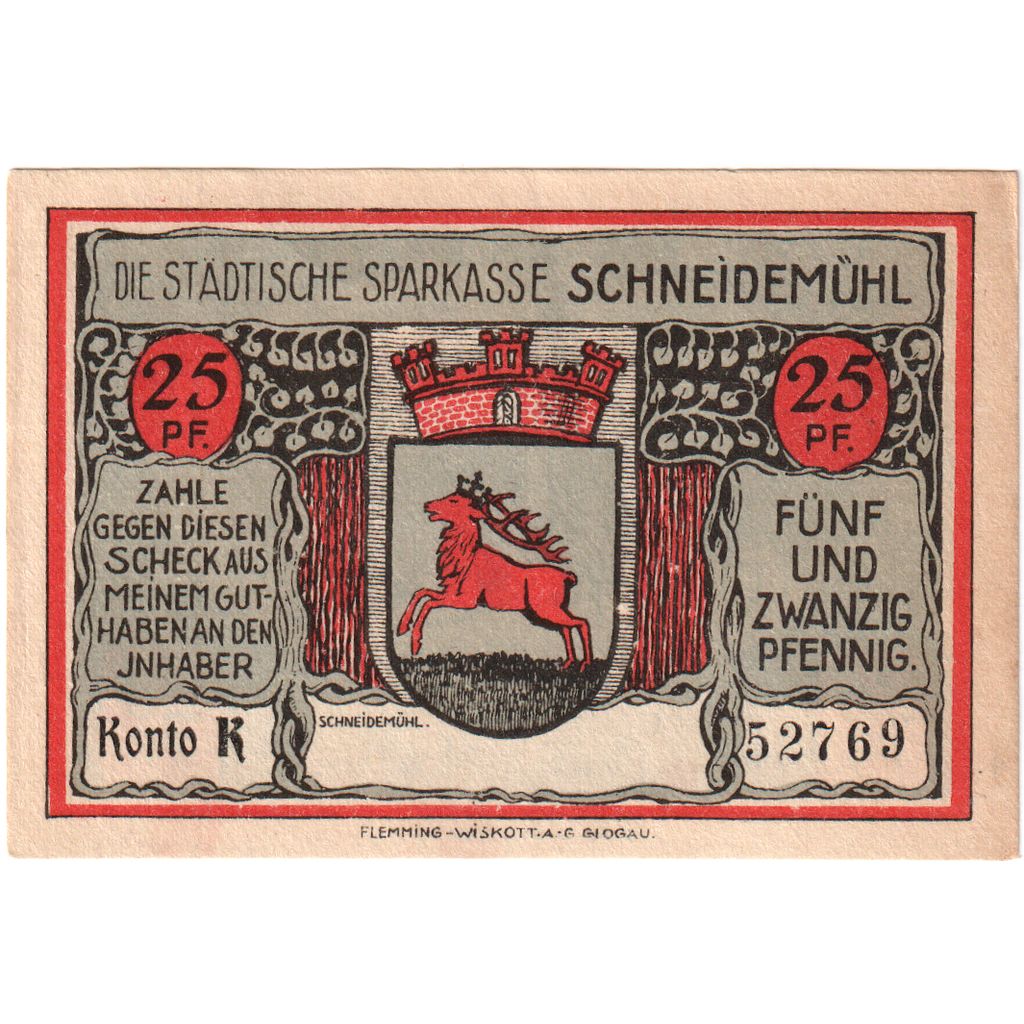 DIE STÄDTISCHE SPARKASSE SCHNEIDEMÜHL
25
PF.
25
PF.
ZAHLE
GEGEN DIESEN
SCHECK AUS
MEINEM GUT-
HABEN AN DEN
JNHABER
FÜNF
UND
ZWANZIG
PFENNIG.
Konto K
SCHNEIDEMÜHL.
52769
FLEMMING-WISKOTT.A.-G GLOGAU.